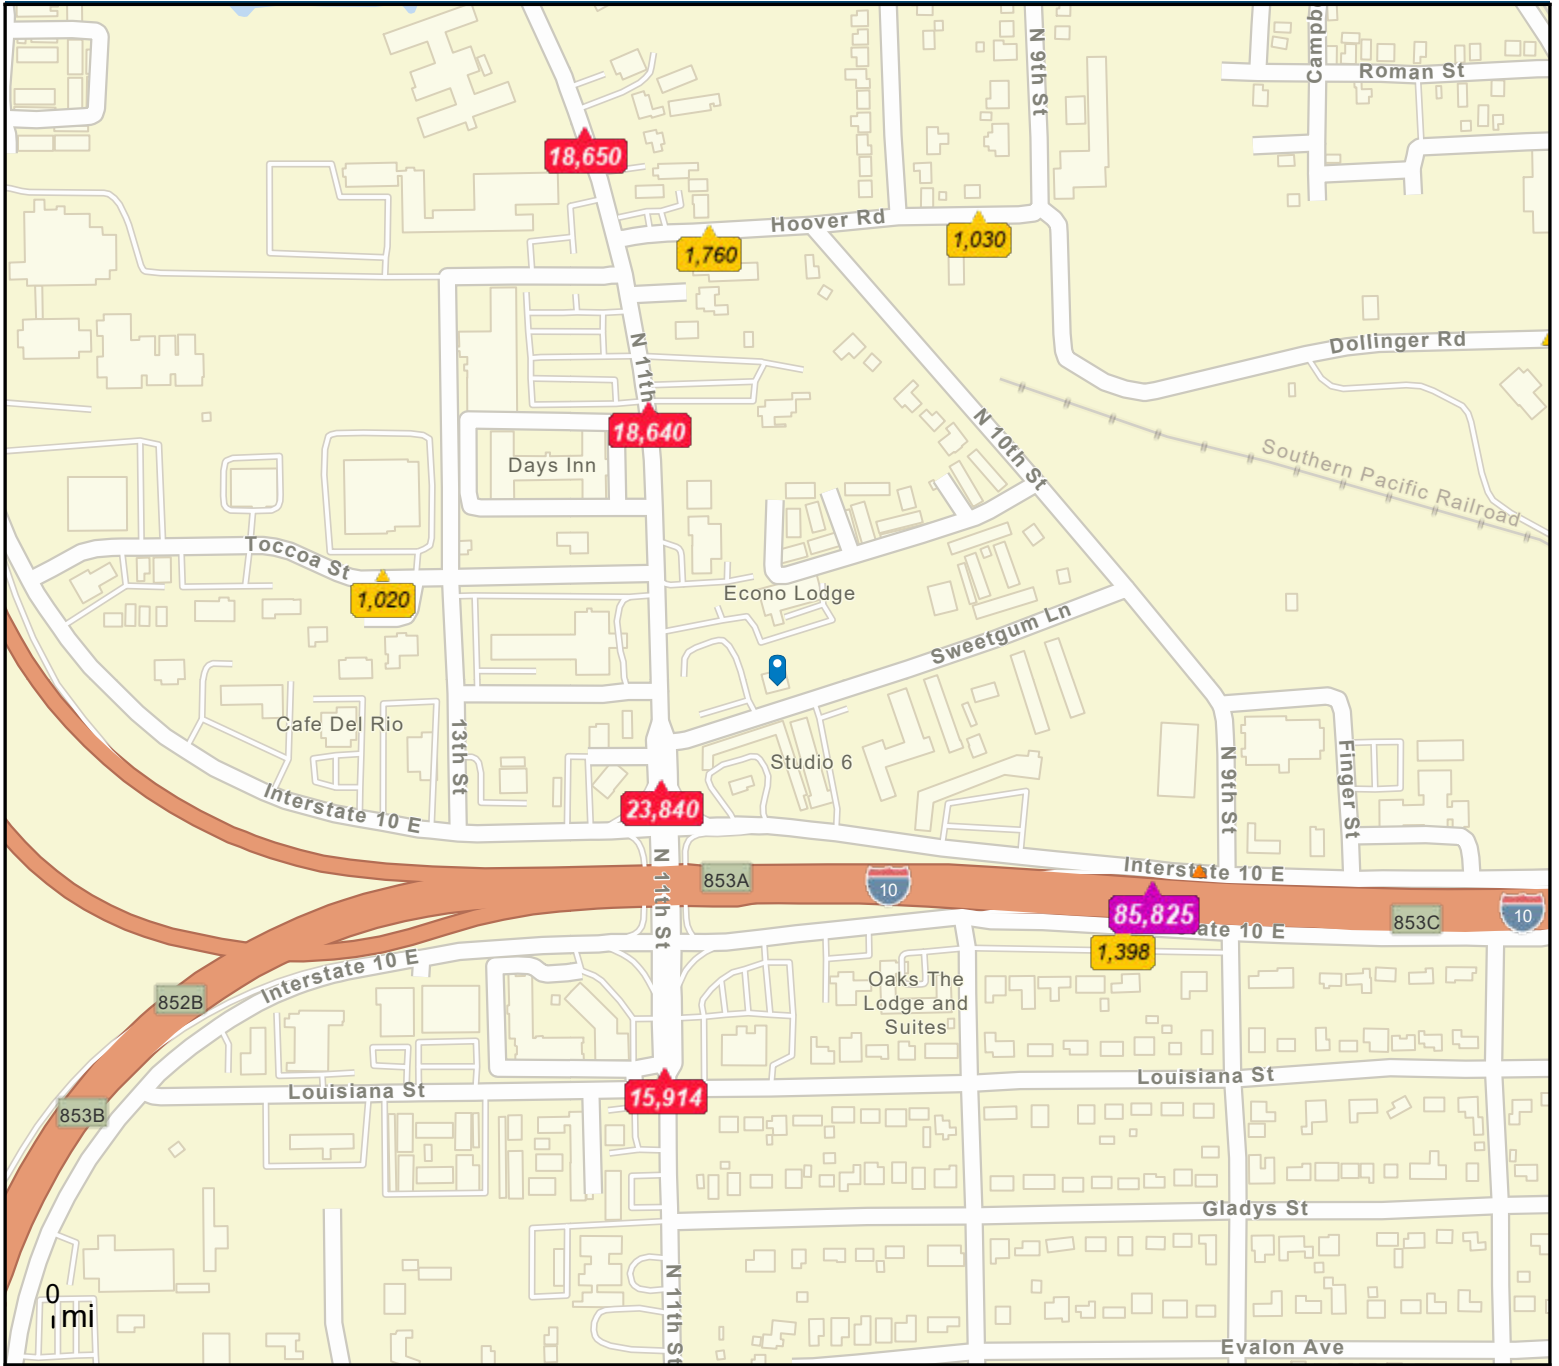 Campb
N 9th St
Roman St
18,650
Hoover Rd
1,760
1,030
N 11th
Dollinger Rd
18,640
N 10th St
Southern Pacific Railroad
Days Inn
Toccoa St
1,020
Econo Lodge
Sweetgum Ln
Cafe Del Rio
13th St
Studio 6
N 9th St
Finger St
Interstate 10 E
23,840
N 11th St
853A
10
Interstate 10 E
85,825
853C
10
ate 10 E
1,398
Interstate 10 E
852B
Oaks The
Lodge and
Suites
Louisiana St
15,914
Louisiana St
853B
Gladys St
N 11th St
0
mi
Evalon Ave